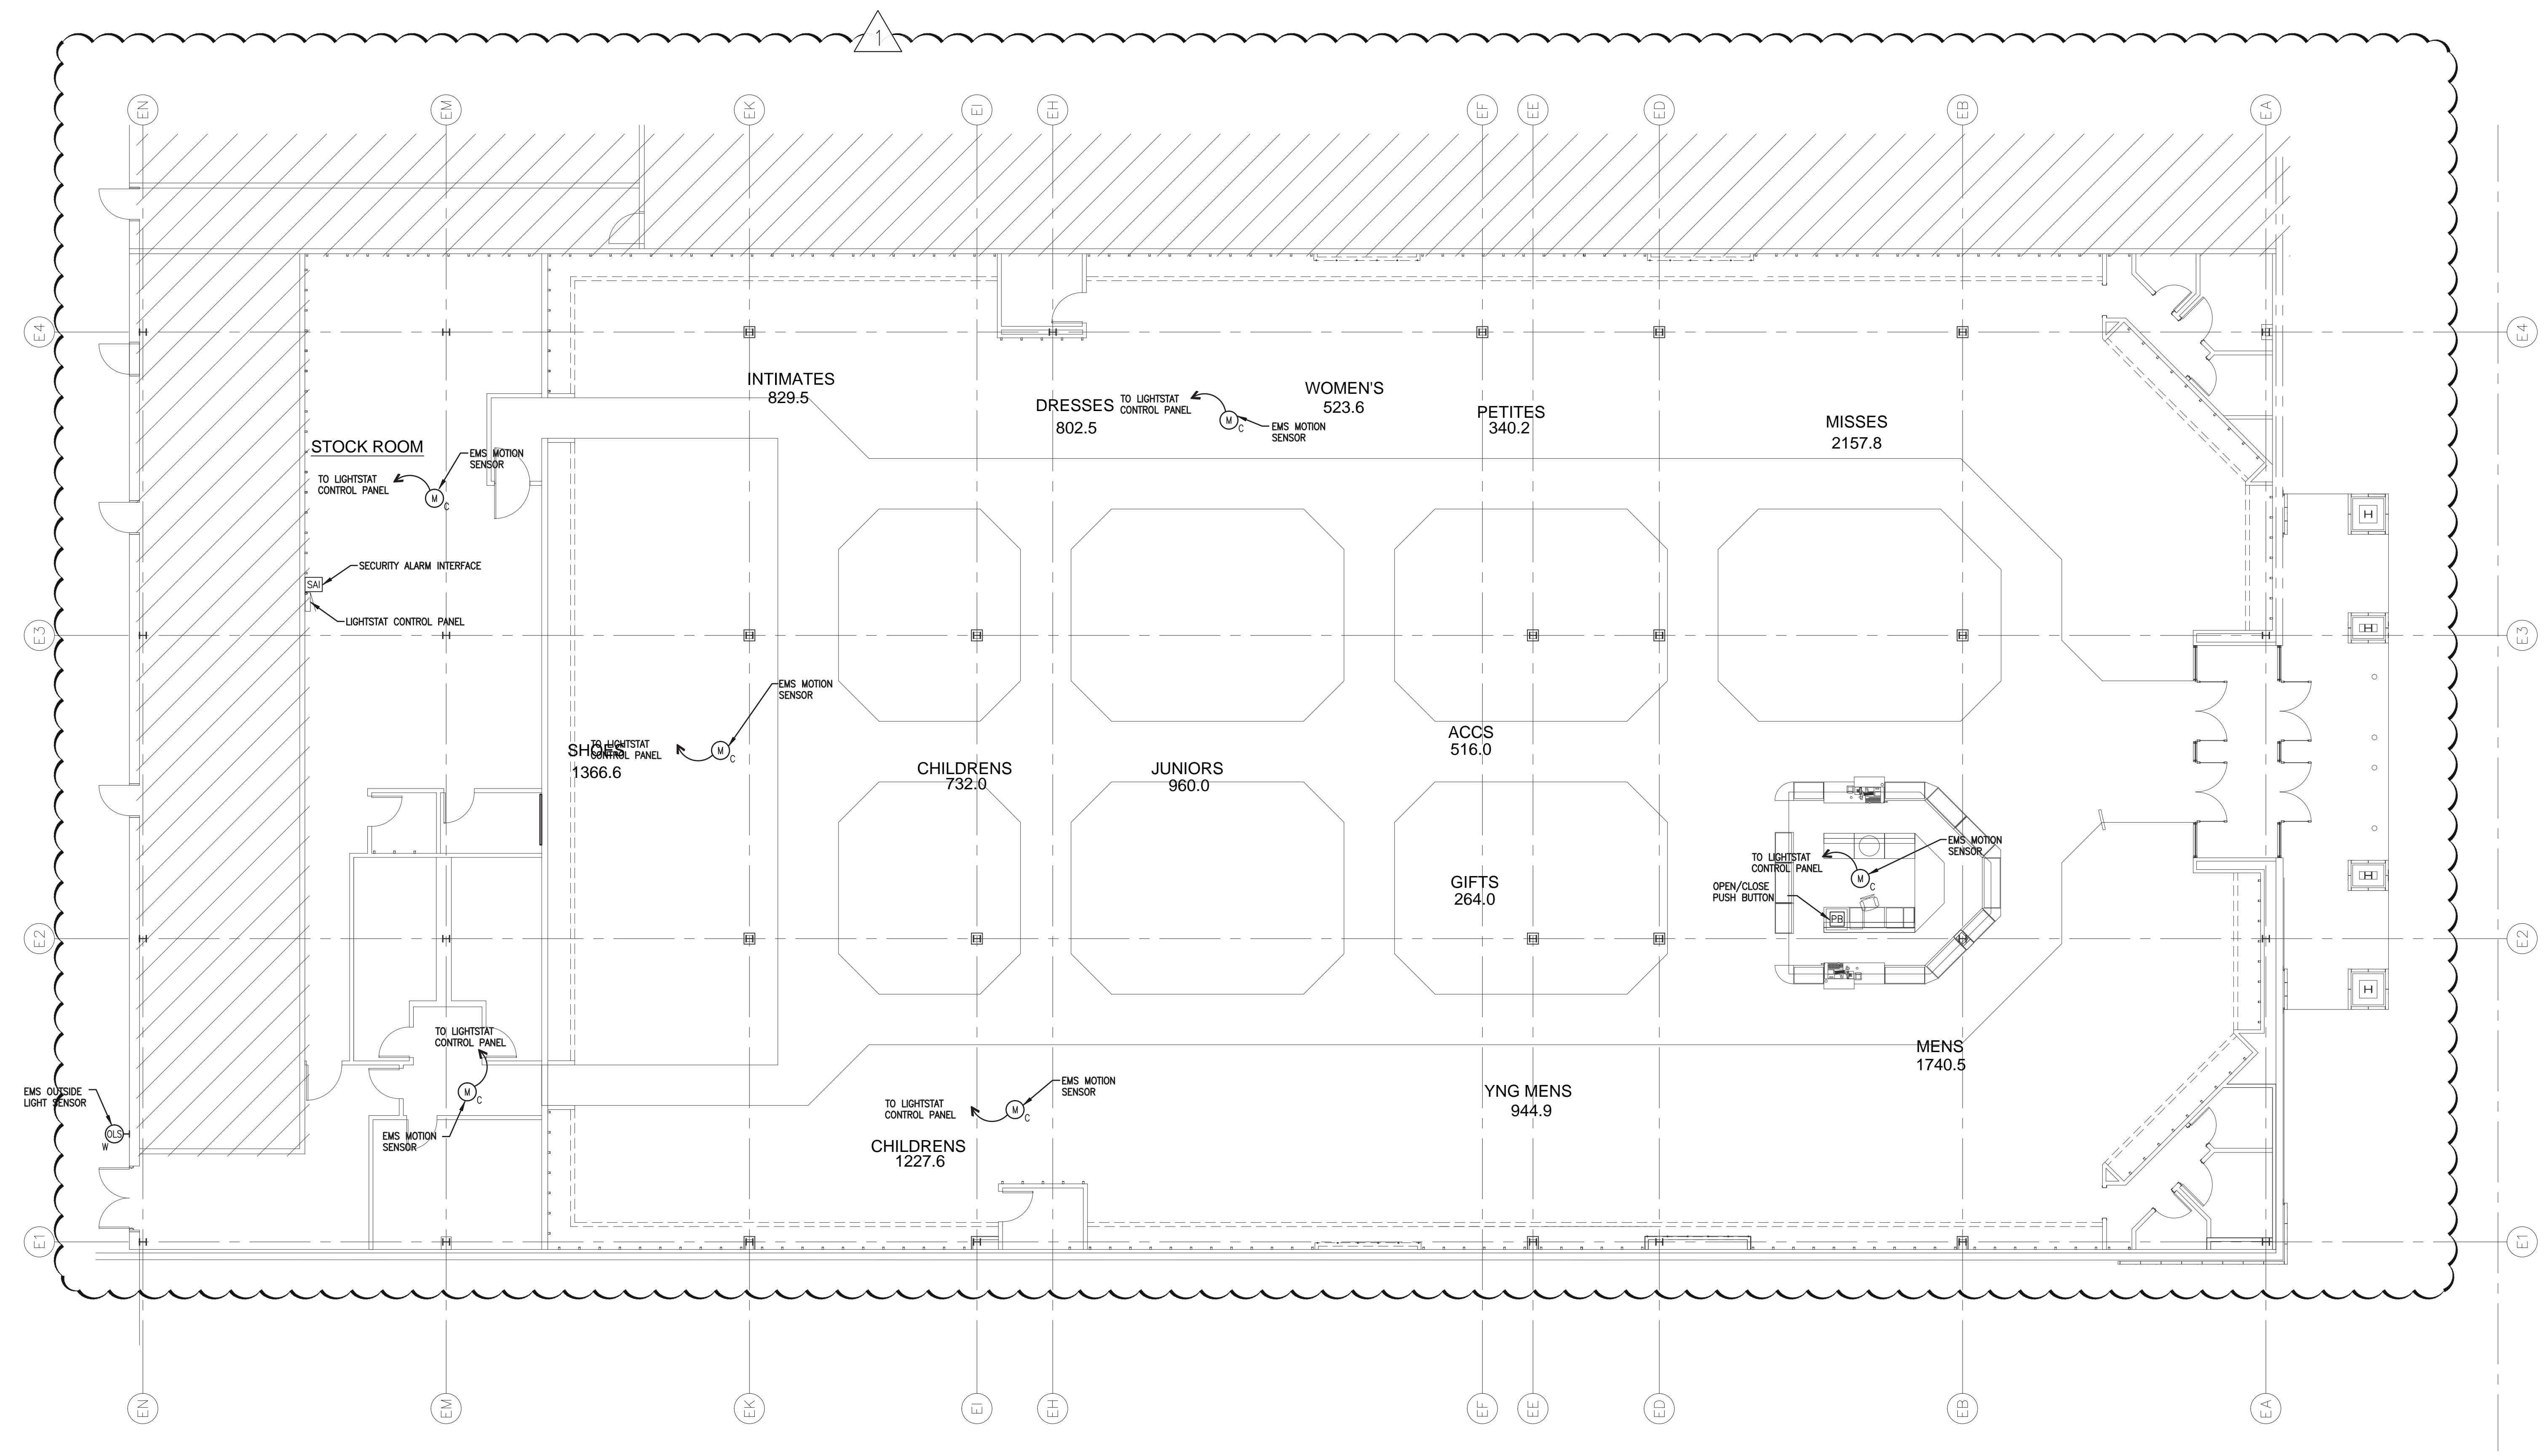 1
EN
EM
EK
EI
EH
EF
EE
ED
EB
EA
E4
E4
INTIMATES
829.5
DRESSES
802.5
TO LIGHTSTAT
CONTROL PANEL
M
C
EMS MOTION
SENSOR
WOMEN'S
523.6
PETITES
340.2
MISSES
2157.8
STOCK ROOM
TO LIGHTSTAT
CONTROL PANEL
M
C
EMS MOTION
SENSOR
SAI
SECURITY ALARM INTERFACE
LIGHTSTAT CONTROL PANEL
E3
E3
EMS MOTION
SENSOR
SHOES
1366.6
TO LIGHTSTAT
CONTROL PANEL
M
C
CHILDRENS
732.0
JUNIORS
960.0
ACCS
516.0
GIFTS
264.0
TO LIGHTSTAT
CONTROL PANEL
M
C
EMS MOTION
SENSOR
OPEN/CLOSE
PUSH BUTTON
PB
E2
E2
TO LIGHTSTAT
CONTROL PANEL
M
C
EMS MOTION
SENSOR
EMS OUTSIDE
LIGHT SENSOR
OLS
W
TO LIGHTSTAT
CONTROL PANEL
M
C
EMS MOTION
SENSOR
CHILDRENS
1227.6
YNG MENS
944.9
MENS
1740.5
E1
E1
EN
EM
EK
EI
EH
EF
EE
ED
EB
EA